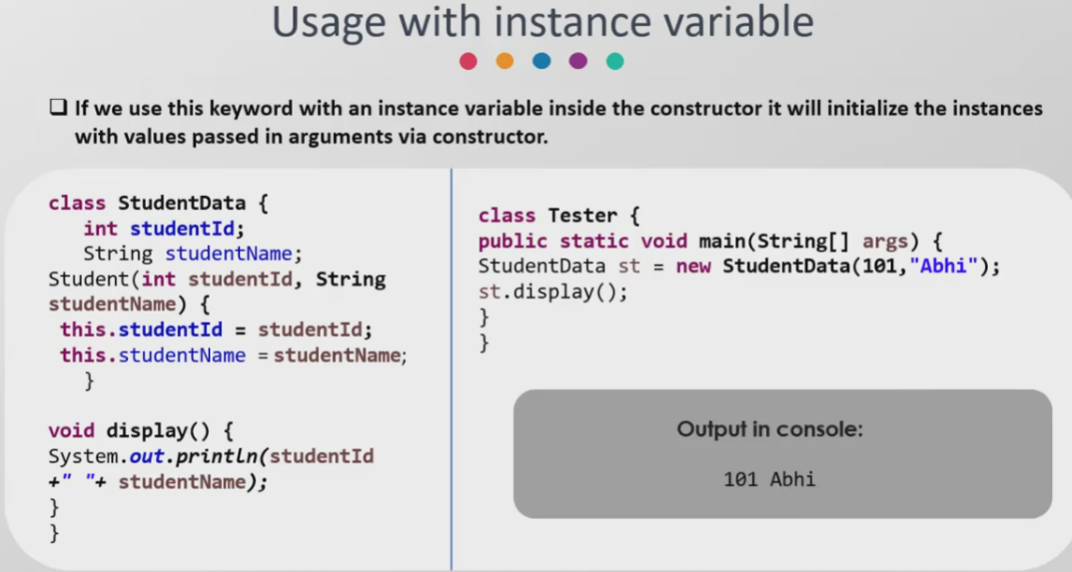 Usage with instance variable
❑ If we use this keyword with an instance variable inside the constructor it will initialize the instances
with values passed in arguments via constructor.
class StudentData {
int studentId;
String studentName;
Student(int studentId, String
studentName) {
this.studentId = studentId;
this.studentName = studentName;
}
void display() {
System.out.println(studentId
+" "+ studentName);
}
}
class Tester {
public static void main(String[] args) {
StudentData st = new StudentData(101,"Abhi");
st.display();
}
}
Output in console:
101 Abhi